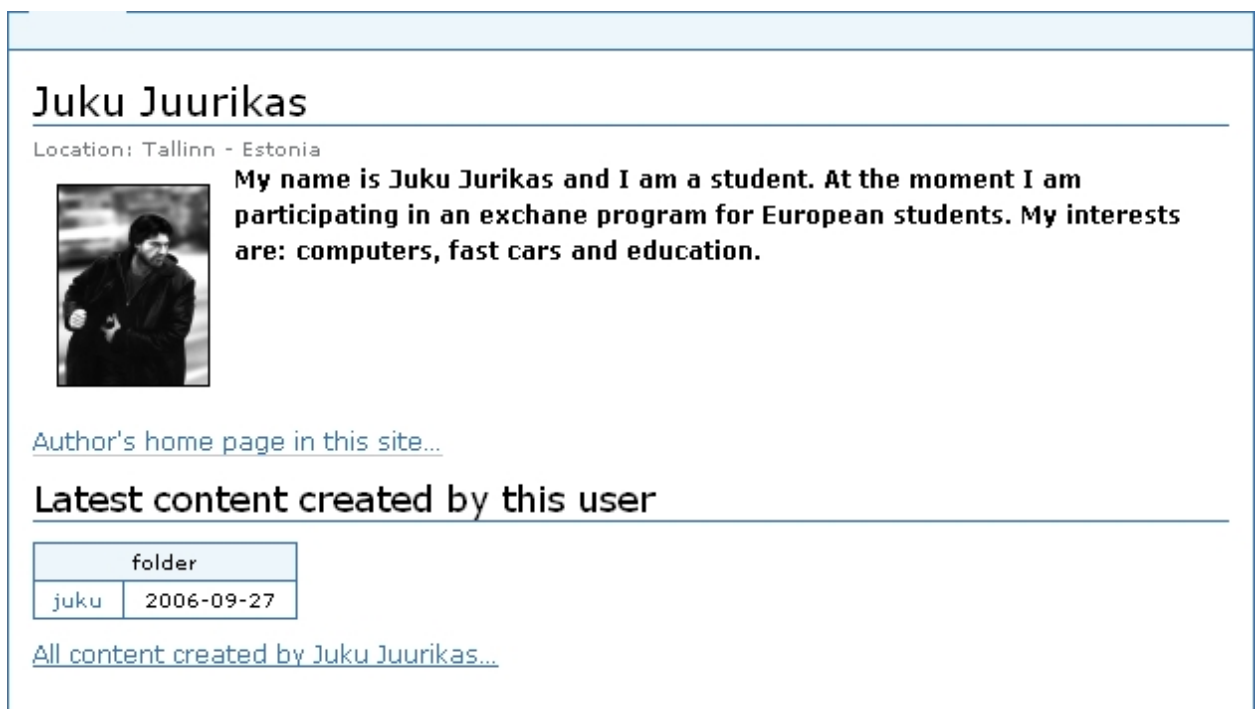 Juku Juurikas
Location: Tallinn - Estonia
My name is Juku Jurikas and I am a student. At the moment I am
participating in an exchane program for European students. My interests
are: computers, fast cars and education.
Author's home page in this site...
Latest content created by this user
folder
juku 2006-09-27
All content created by Juku Juurikas...